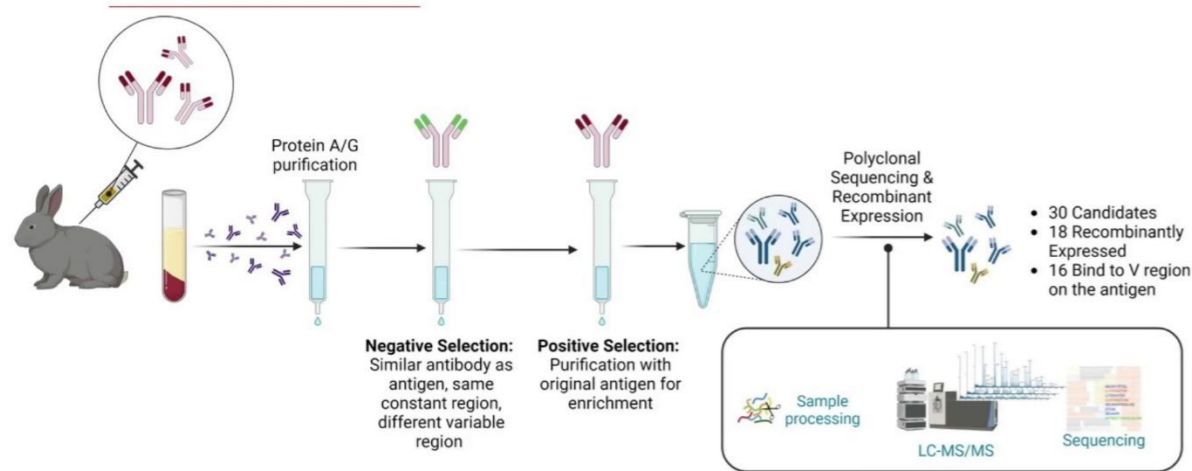 Protein A/G
purification
Negative Selection:
Similar antibody as
antigen, same
constant region,
different variable
region
Positive Selection:
Purification with
original antigen for
enrichment
Polyclonal
Sequencing &
Recombinant
Expression
• 30 Candidates
• 18 Recombinantly
Expressed
• 16 Bind to V region
on the antigen
Sample
processing
LC-MS/MS
Sequencing